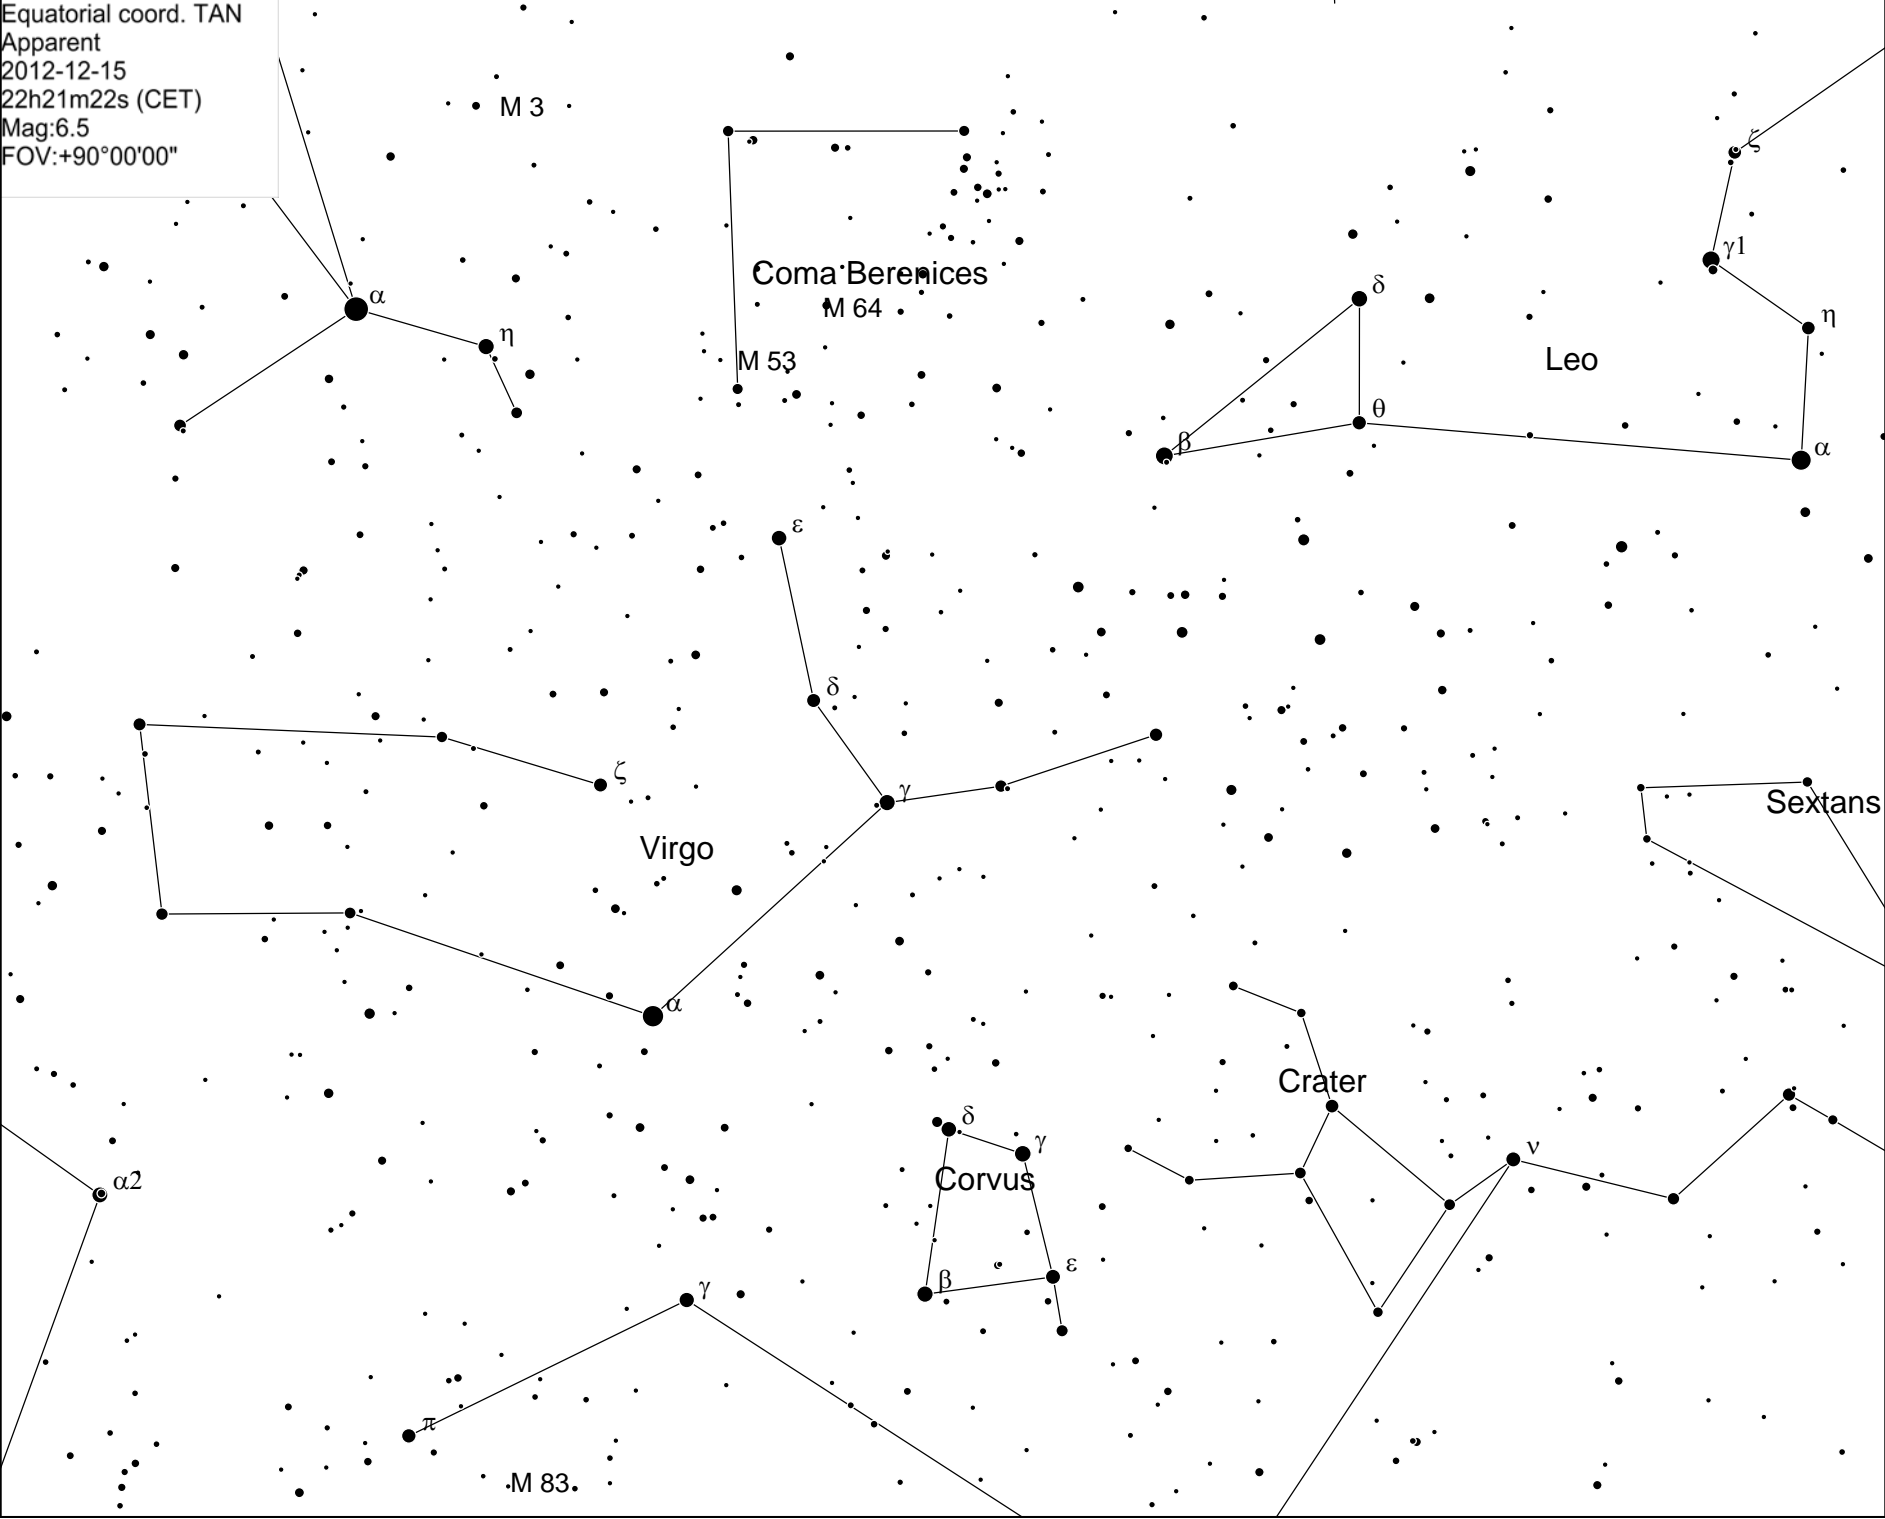 Equatorial coord. TAN
Apparent
2012-12-15
22h21m22s (CET)
Mag:6.5
FOV:+90°00'00"
M 3
ζ
γ1
Coma Berenices
δ
α
M 64
η
η
M 53
Leo
θ
β
α
ε
δ
ζ
γ
Sextans
Virgo
α
Crater
δ
γ
ν
Corvus
α2
ε
β
γ
π
M 83